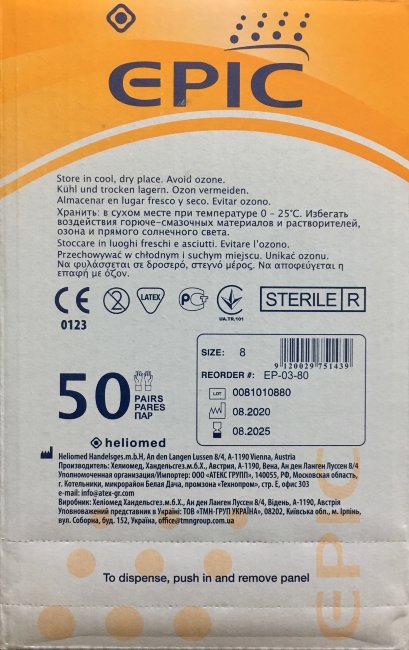 EPIC
Store in cool, dry place. Avoid ozone.
Kühl und trocken lagern. Ozon vermeiden.
Almacenar en lugar fresco y seco. Evitar ozono.
Хранить: в сухом месте при температуре 0 – 25°С. Избегать
воздействия горюче-смазочных материалов и растворителей,
озона и прямого солнечного света.
Stoccare in luoghi freschi e asciutti. Evitare l'ozono.
Przechowywać w chłodnym i suchym miejscu. Unikać ozonu.
Να φυλάσσεται σε δροσερό, στεγνό μέρος. Να αποφεύγεται η
επαφή με όζον.
CE
0123
2
LATEX
PCT
UA.TR.101
STERILE R
SIZE: 8
9 120029 751439
REORDER #: EP-03-80
LOT 0081010880
08.2020
08.2025
50 PAIRS
PARES
ПАР
heliomed
Heliomed Handelsges.m.b.H, An den Langen Lussen 8/4, A-1190 Vienna, Austria
Производитель: Хелиомед, Хандельсгез.м.б.Х., Австрия, А-1190, Вена, Ан ден Ланген Луссен 8/4
Уполномоченная организация/Импортер: ООО «АТЕКС ГРУПП», 140055, РФ, Московская область,
г. Котельники, микрорайон Белая Дача, промзона «Технопром», стр. Е, офис 303
e-mail: info@atex-gr.com
Виробник: Хеліомед Хандельсгез.м.б.Х., Ан ден Ланген Луссен 8/4, Відень, А-1190, Австрія
Уповноважений представник в Україні: ТОВ «ТМН-ГРУП УКРАЇНА», 08202, Київська обл., м. Ірпінь,
вул. Соборна, буд. 152, Україна, office@tmngroup.com.ua
EPIC
To dispense, push in and remove panel